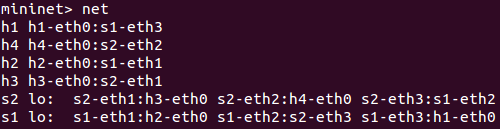 mininet> net
h1 h1-eth0:s1-eth3
h4 h4-eth0:s2-eth2
h2 h2-eth0:s1-eth1
h3 h3-eth0:s2-eth1
s2 lo:  s2-eth1:h3-eth0 s2-eth2:h4-eth0 s2-eth3:s1-eth2
s1 lo:  s1-eth1:h2-eth0 s1-eth2:s2-eth3 s1-eth3:h1-eth0